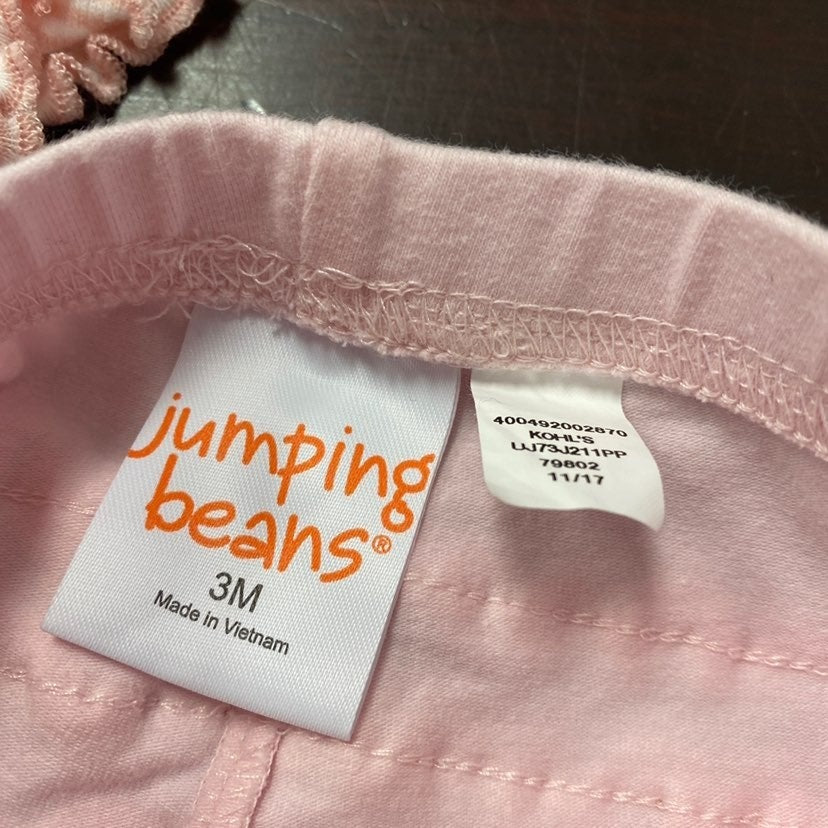 jumping
beans®
3M
Made in Vietnam
400492002870
KOHL'S
UJ73J211PP
79802
11/17